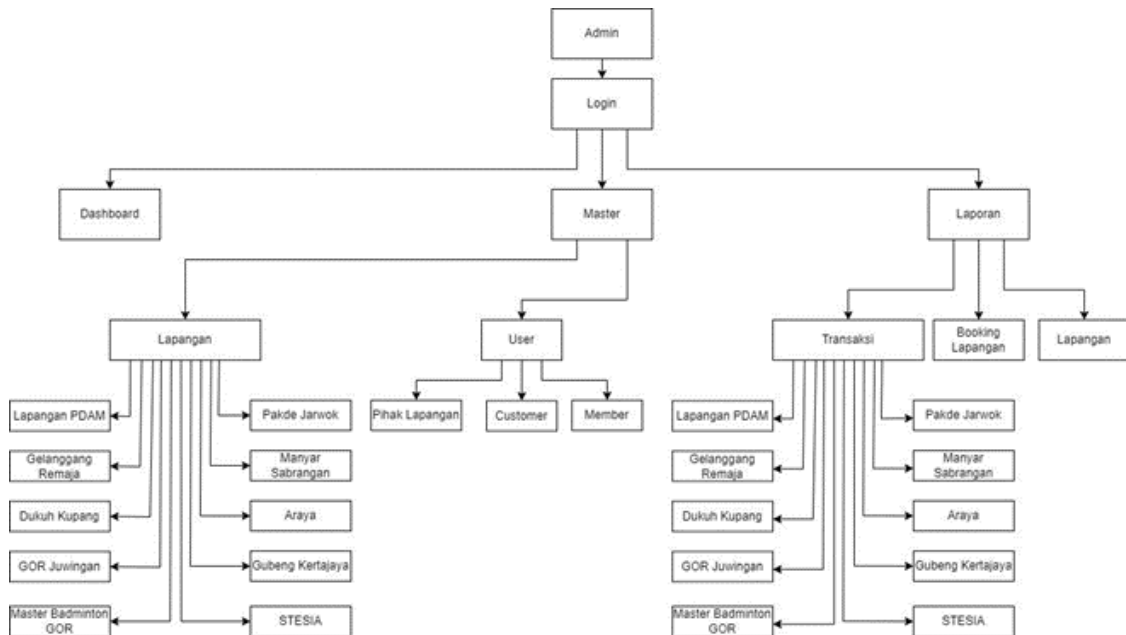 Admin
Login
Dashboard
Master
Laporan
Lapangan
User
Transaksi
Booking
Lapangan
Lapangan
Lapangan PDAM
Pakde Jarwok
Pihak Lapangan
Customer
Member
Lapangan PDAM
Pakde Jarwok
Gelanggang
Remaja
Manyar
Sabrangan
Gelanggang
Remaja
Manyar
Sabrangan
Dukuh Kupang
Araya
Dukuh Kupang
Araya
GOR Juwingan
Gubeng Kertajaya
GOR Juwingan
Gubeng Kertajaya
Master Badminton
GOR
STESIA
Master Badminton
GOR
STESIA